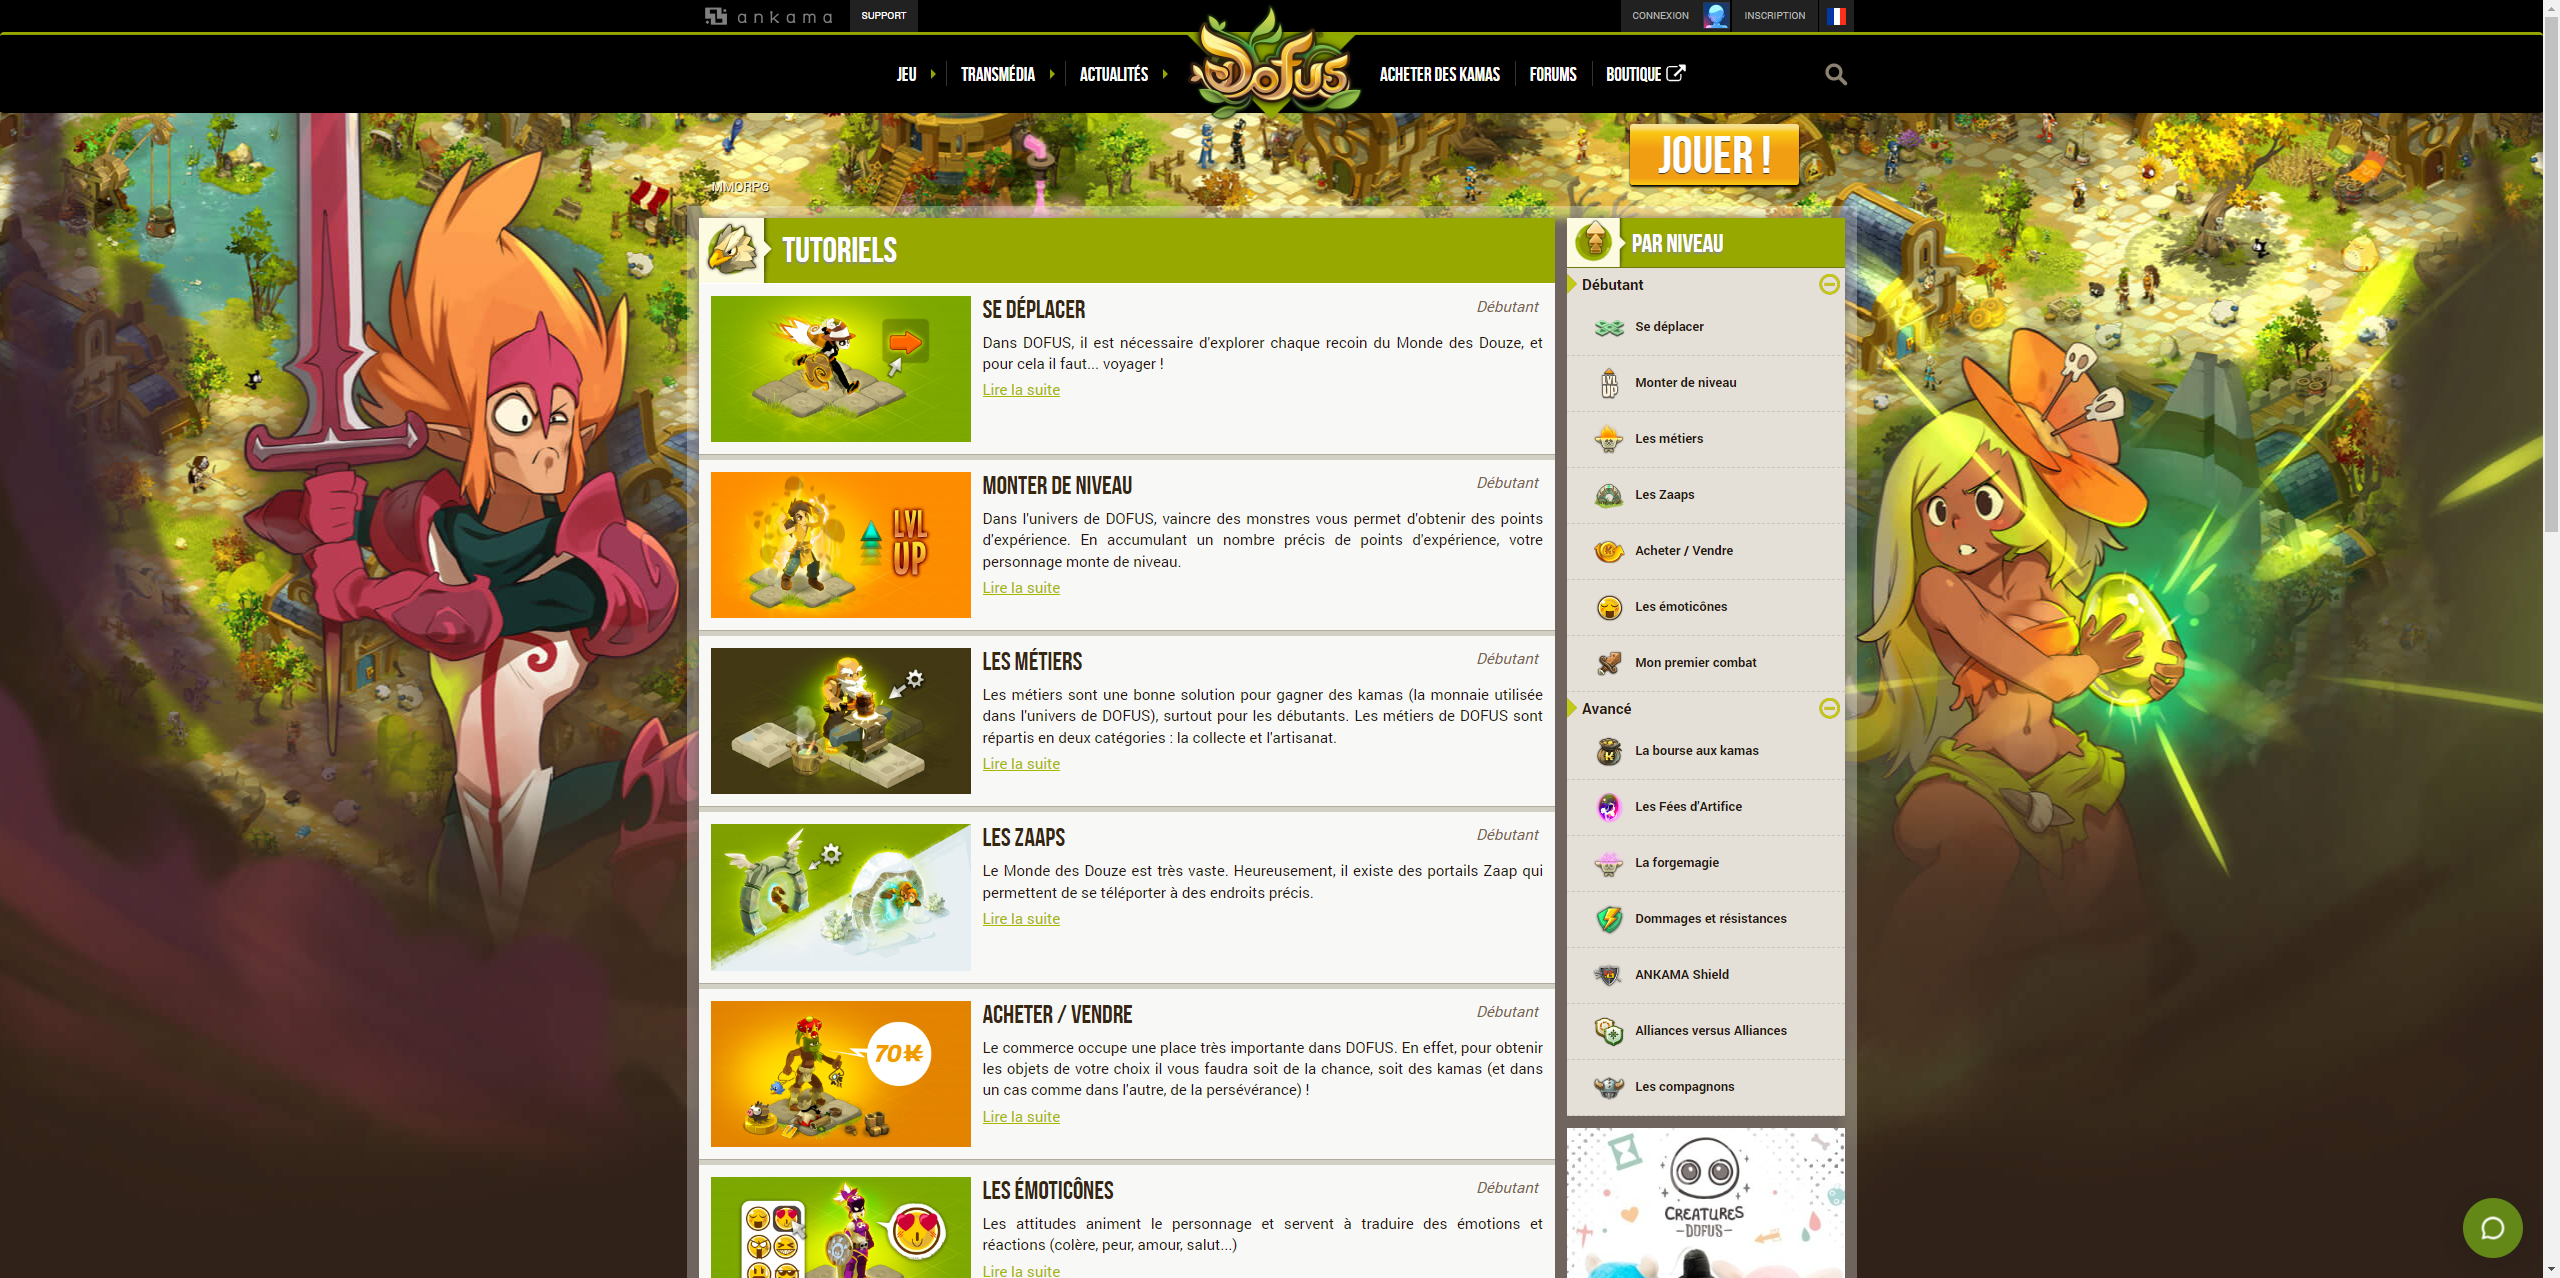 ankama
SUPPORT
CONNEXION
INSCRIPTION
JEU
TRANSMÉDIA
ACTUALITÉS
DOFUS
ACHETER DES KAMAS
FORUMS
BOUTIQUE
JOUER !
MMORPG
TUTORIELS
SE DÉPLACER
Débutant
Dans DOFUS, il est nécessaire d'explorer chaque recoin du Monde des Douze, et
pour cela il faut... voyager !
Lire la suite
LVL
UP
MONTER DE NIVEAU
Débutant
Dans l'univers de DOFUS, vaincre des monstres vous permet d'obtenir des points
d'expérience. En accumulant un nombre précis de points d'expérience, votre
personnage monte de niveau.
Lire la suite
LES MÉTIERS
Débutant
Les métiers sont une bonne solution pour gagner des kamas (la monnaie utilisée
dans l'univers de DOFUS), surtout pour les débutants. Les métiers de DOFUS sont
répartis en deux catégories : la collecte et l'artisanat.
Lire la suite
LES ZAAPS
Débutant
Le Monde des Douze est très vaste. Heureusement, il existe des portails Zaap qui
permettent de se téléporter à des endroits précis.
Lire la suite
70 K
ACHETER / VENDRE
Débutant
Le commerce occupe une place très importante dans DOFUS. En effet, pour obtenir
les objets de votre choix il vous faudra soit de la chance, soit des kamas (et dans
un cas comme dans l'autre, de la persévérance) !
Lire la suite
LES ÉMOTICÔNES
Débutant
Les attitudes animent le personnage et servent à traduire des émotions et
réactions (colère, peur, amour, salut...)
Lire la suite
PAR NIVEAU
Débutant
Se déplacer
LVL
UP
Monter de niveau
Les métiers
Les Zaaps
Acheter / Vendre
Les émoticônes
Mon premier combat
Avancé
La bourse aux kamas
Les Fées d'Artifice
La forgemagie
Dommages et résistances
ANKAMA Shield
Alliances versus Alliances
Les compagnons
CREATURES
-DOFUS-